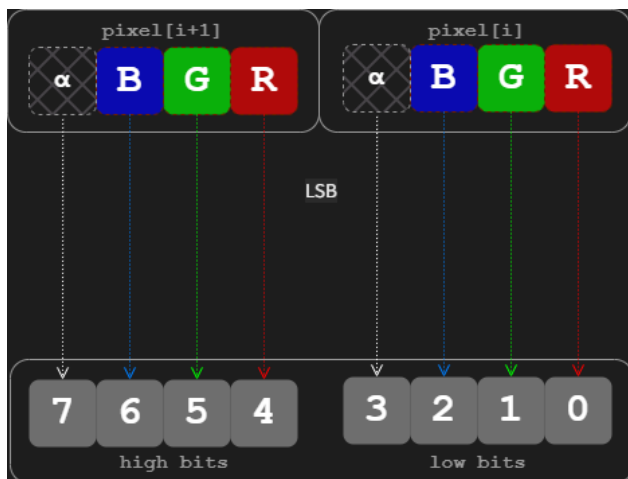 pixel[i+1] pixel[i]
α B G R α B G R
LSB
7 6 5 4 3 2 1 0
high bits low bits